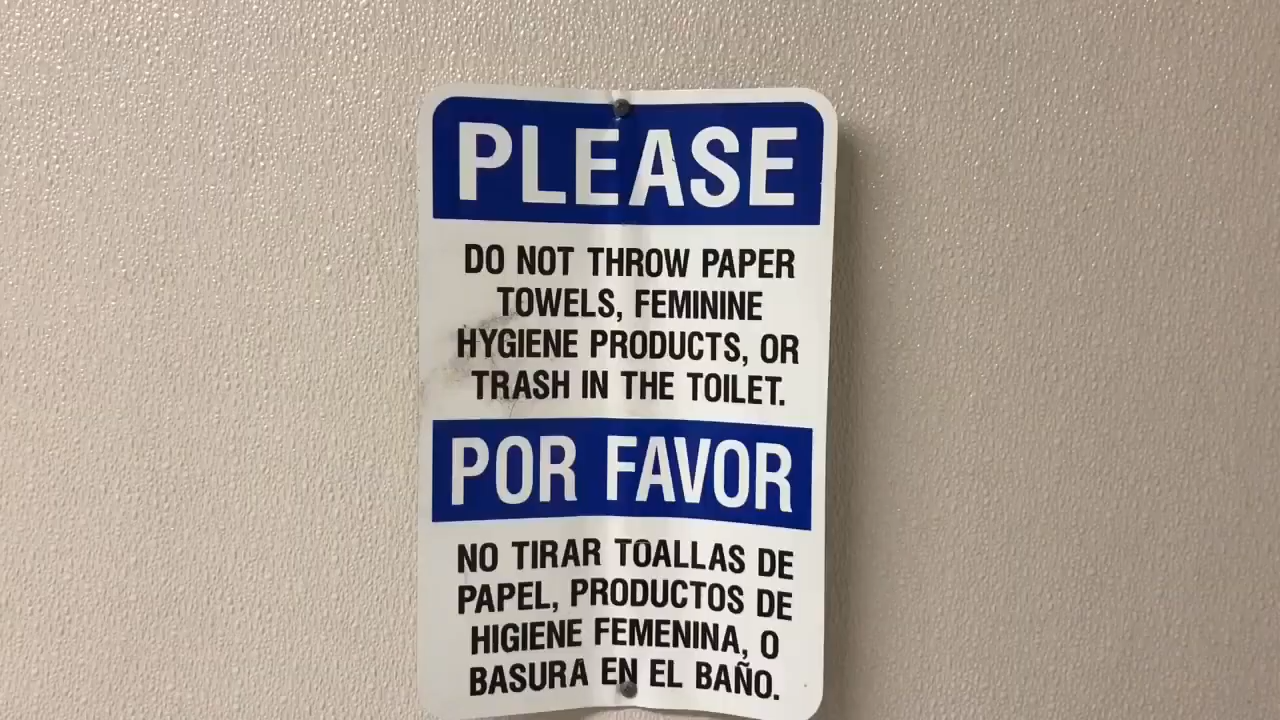 PLEASE
DO NOT THROW PAPER
TOWELS, FEMININE
HYGIENE PRODUCTS, OR
TRASH IN THE TOILET.
POR FAVOR
NO TIRAR TOALLAS DE
PAPEL, PRODUCTOS DE
HIGIENE FEMENINA, O
BASURA EN EL BAÑO.